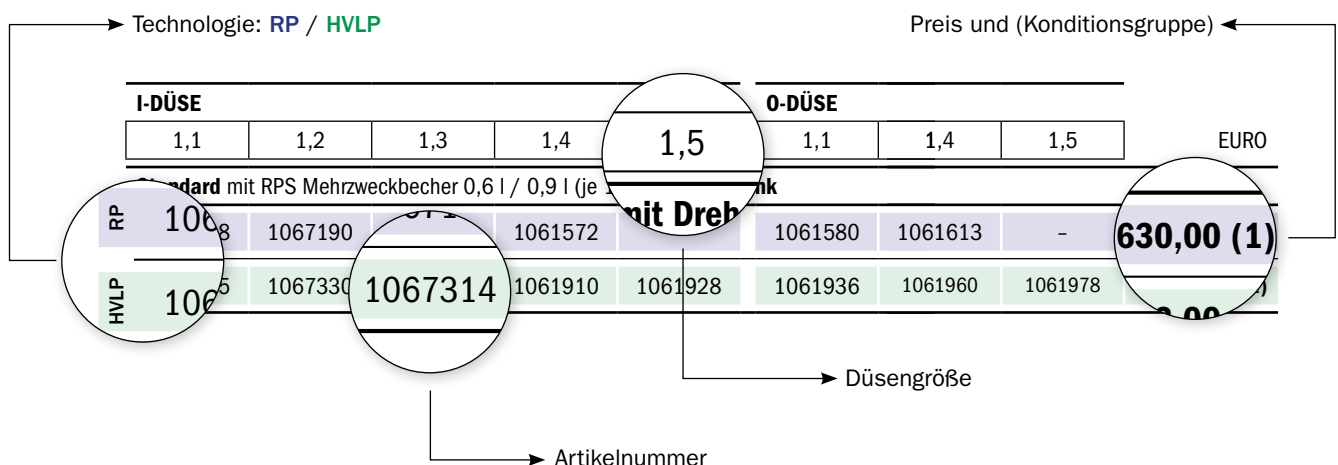 Technologie: RP / HVLP
Preis und (Konditionsgruppe)
I-DÜSE O-DÜSE
1,1 1,2 1,3 1,4 1,5 1,1 1,4 1,5 EURO
mit RPS Mehrzweckbecher 0,6 l / 0,9 l (je
mit Dreh
RP 1067190 1061572 1061580 1061613 - 630,00 (1)
HVLP 1067314 1061910 1061928 1061936 1061960 1061978
Düsengröße
Artikelnummer